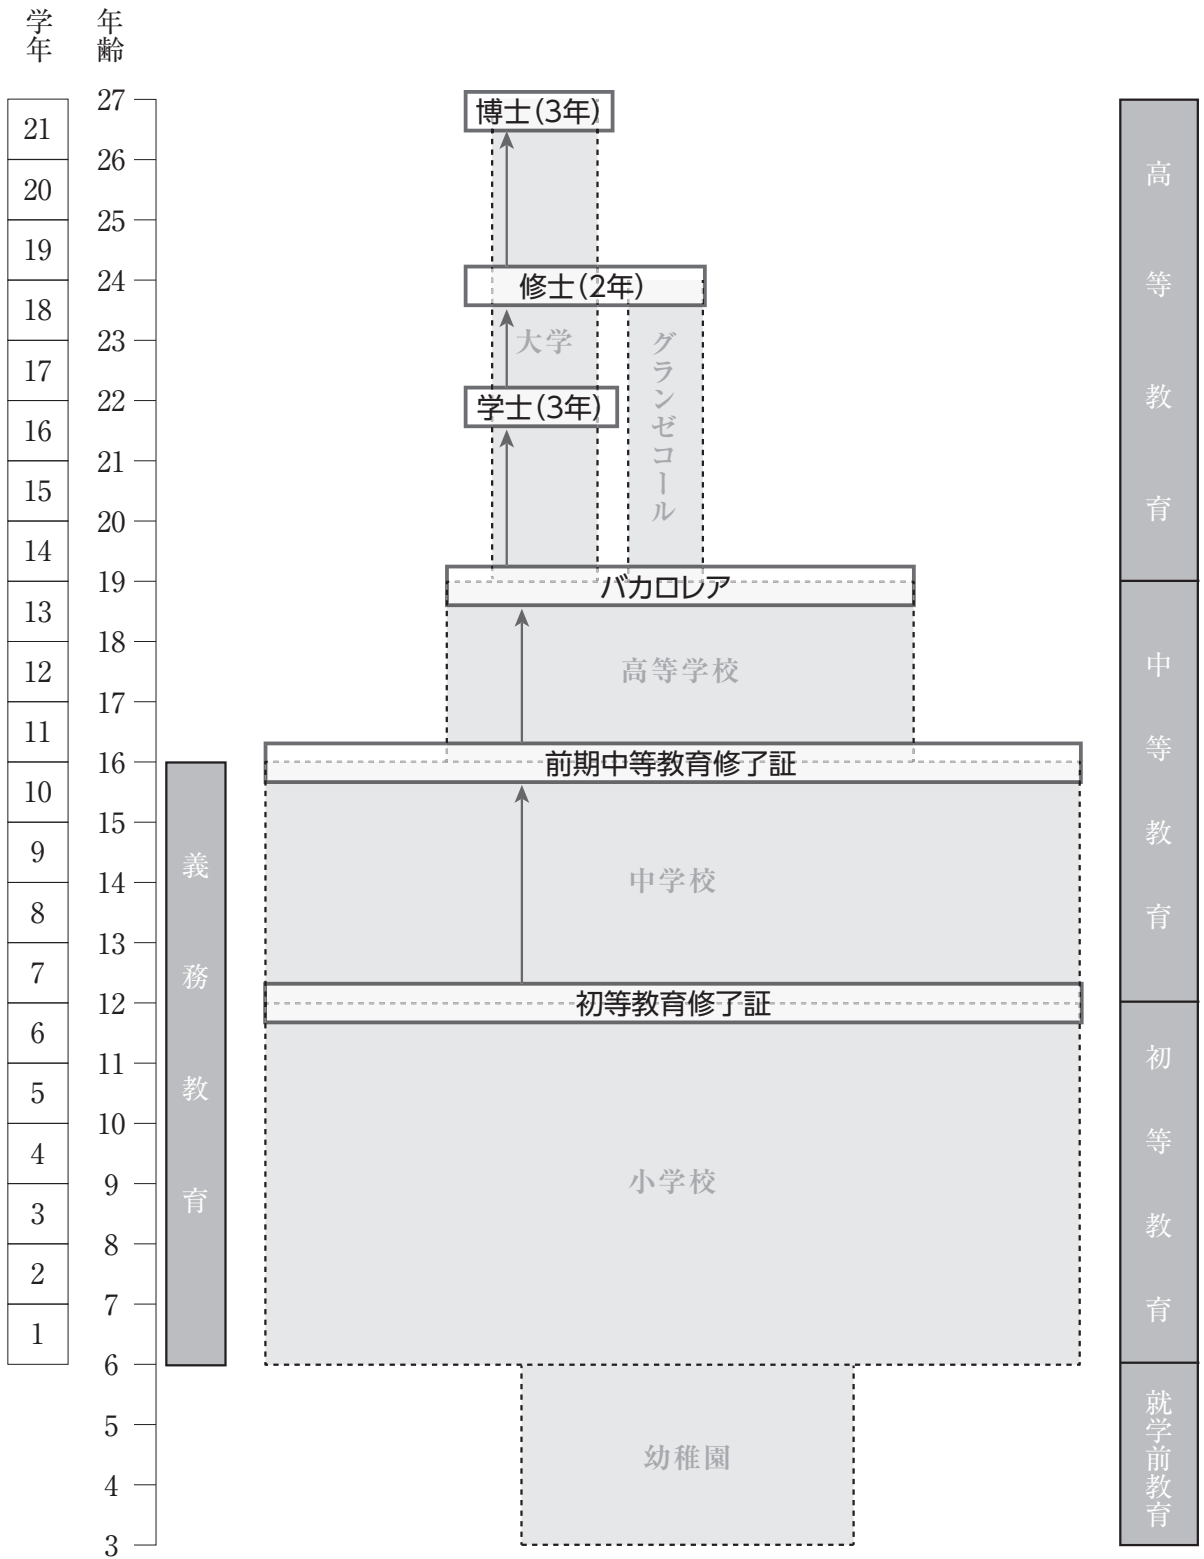 学年
年齢
27
21
26
20
25
19
24
18
23
17
22
16
21
15
20
14
19
13
18
12
17
11
16
10
15
9
14
8
13
7
12
6
11
5
10
4
9
3
8
2
7
1
6
5
4
3
義務教育
博士(3年)
修士(2年)
大学
グランゼコール
学士(3年)
バカロレア
高等学校
前期中等教育修了証
中学校
初等教育修了証
小学校
幼稚園
高等教育
中等教育
初等教育
就学前教育